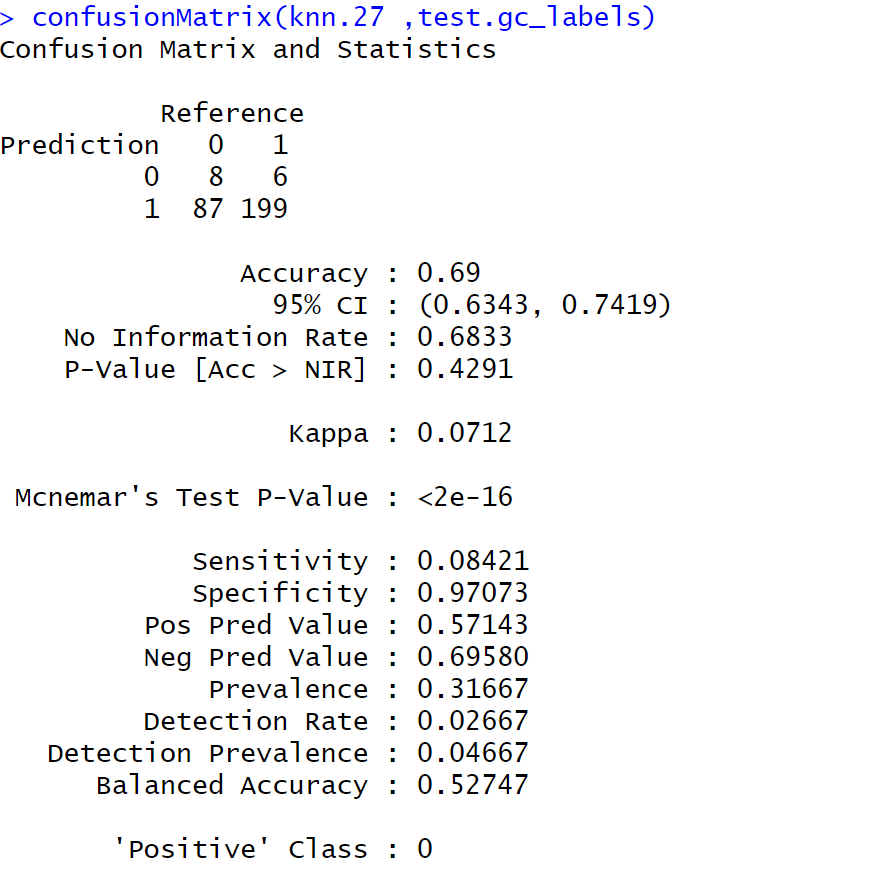 > confusionMatrix(knn.27 ,test.gc_labels)
Confusion Matrix and Statistics
Reference
Prediction 0 1
0 8 6
1 87 199
Accuracy : 0.69
95% CI : (0.6343, 0.7419)
No Information Rate : 0.6833
P-Value [Acc > NIR] : 0.4291
Kappa : 0.0712
Mcnemar's Test P-Value : <2e-16
Sensitivity : 0.08421
Specificity : 0.97073
Pos Pred Value : 0.57143
Neg Pred Value : 0.69580
Prevalence : 0.31667
Detection Rate : 0.02667
Detection Prevalence : 0.04667
Balanced Accuracy : 0.52747
'Positive' Class : 0